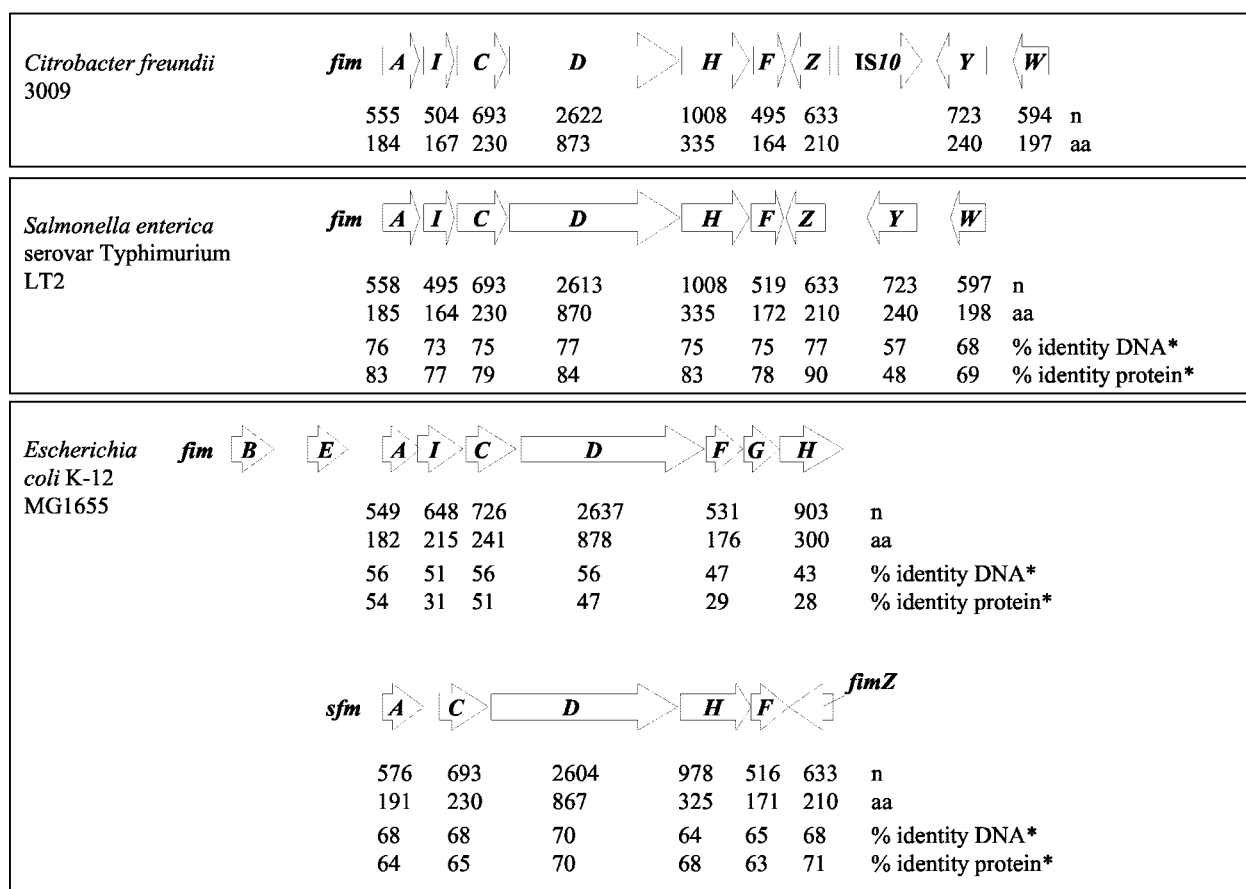 Citrobacter freundii
3009
fim A I C D H F Z IS10 Y W
555 504 693 2622 1008 495 633 723 594 n
184 167 230 873 335 164 210 240 197 aa
Salmonella enterica
serovar Typhimurium
LT2
fim A I C D H F Z Y W
558 495 693 2613 1008 519 633 723 597 n
185 164 230 870 335 172 210 240 198 aa
76 73 75 77 75 75 77 57 68 % identity DNA*
83 77 79 84 83 78 90 48 69 % identity protein*
Escherichia
coli K-12
MG1655
fim B E A I C D F G H
549 648 726 2637 531 903 n
182 215 241 878 176 300 aa
56 51 56 56 47 43 % identity DNA*
54 31 51 47 29 28 % identity protein*
sfm A C D H F fimZ
576 693 2604 978 516 633 n
191 230 867 325 171 210 aa
68 68 70 64 65 68 % identity DNA*
64 65 70 68 63 71 % identity protein*